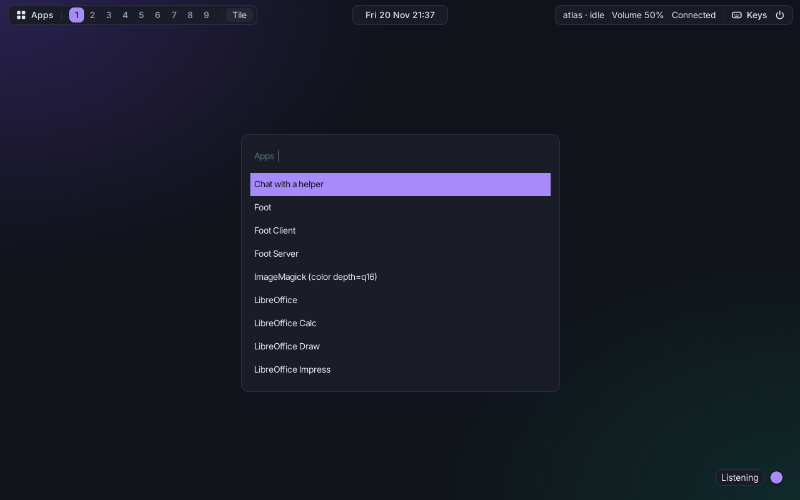 Apps 1 2 3 4 5 6 7 8 9 Tile
Fri 20 Nov 21:37
atlas · idle Volume 50% Connected Keys
Apps
Chat with a helper
Foot
Foot Client
Foot Server
ImageMagick (color depth=q16)
LibreOffice
LibreOffice Calc
LibreOffice Draw
LibreOffice Impress
Listening